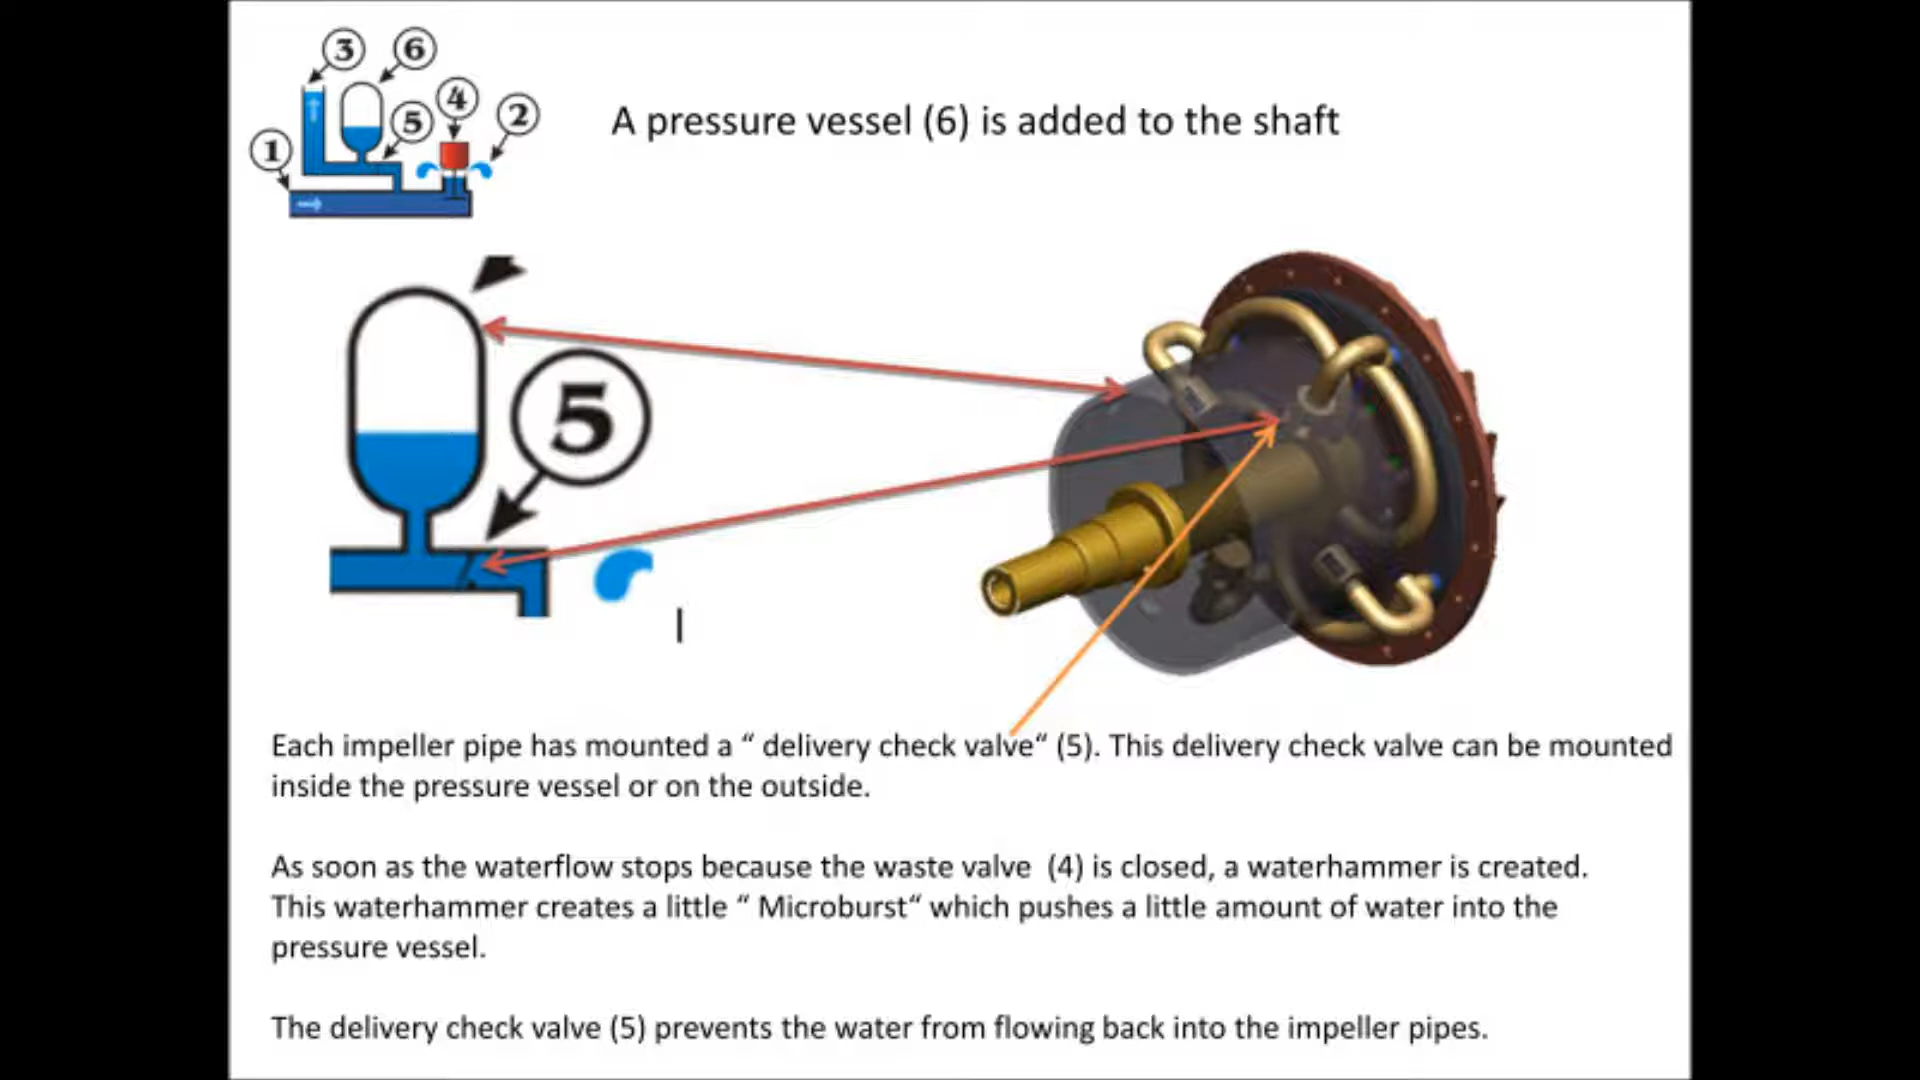 3 6
4
5 2
1
A pressure vessel (6) is added to the shaft
5
Each impeller pipe has mounted a “ delivery check valve“ (5). This delivery check valve can be mounted
inside the pressure vessel or on the outside.
As soon as the waterflow stops because the waste valve  (4) is closed, a waterhammer is created.
This waterhammer creates a little “ Microburst“ which pushes a little amount of water into the
pressure vessel.
The delivery check valve (5) prevents the water from flowing back into the impeller pipes.